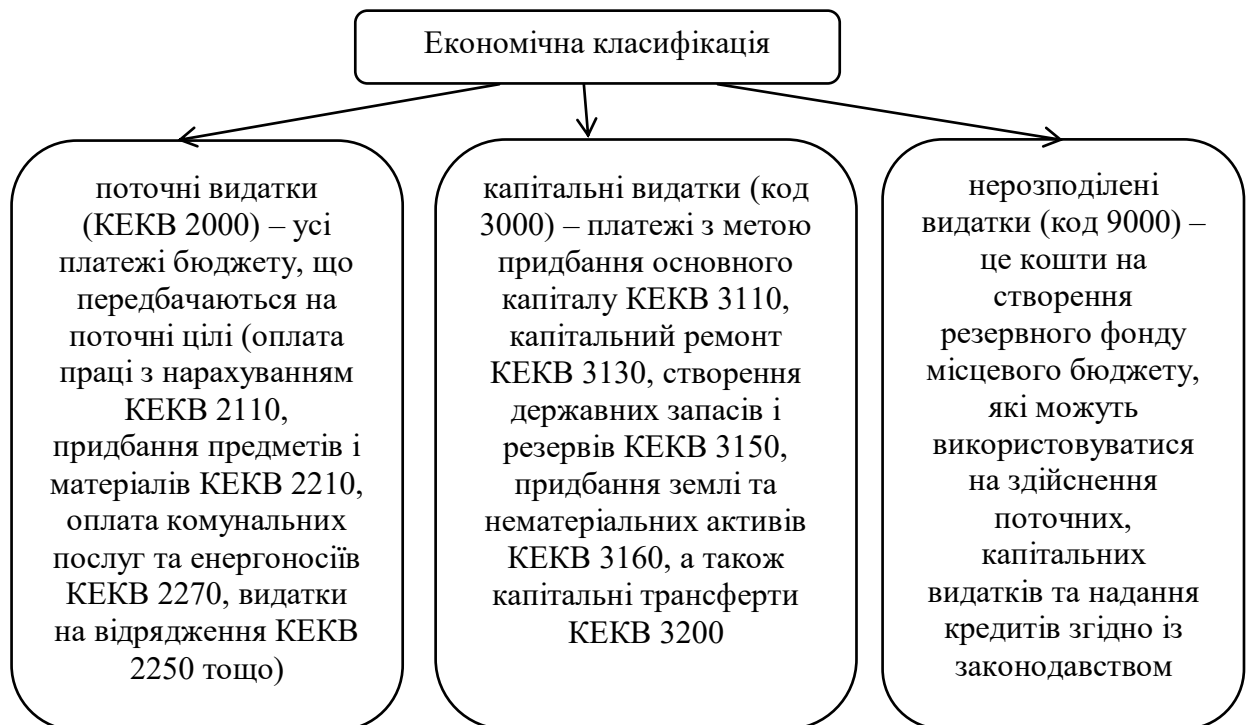 Економічна класифікація
поточні видатки
(КЕКВ 2000) – усі
платежі бюджету, що
передбачаються на
поточні цілі (оплата
праці з нарахуванням
КЕКВ 2110,
придбання предметів і
матеріалів КЕКВ 2210,
оплата комунальних
послуг та енергоносіїв
КЕКВ 2270, видатки
на відрядження КЕКВ
2250 тощо)
капітальні видатки (код
3000) – платежі з метою
придбання основного
капіталу КЕКВ 3110,
капітальний ремонт
КЕКВ 3130, створення
державних запасів і
резервів КЕКВ 3150,
придбання землі та
нематеріальних активів
КЕКВ 3160, а також
капітальні трансферти
КЕКВ 3200
нерозподілені
видатки (код 9000) –
це кошти на
створення
резервного фонду
місцевого бюджету,
які можуть
використовуватися
на здійснення
поточних,
капітальних
видатків та надання
кредитів згідно із
законодавством